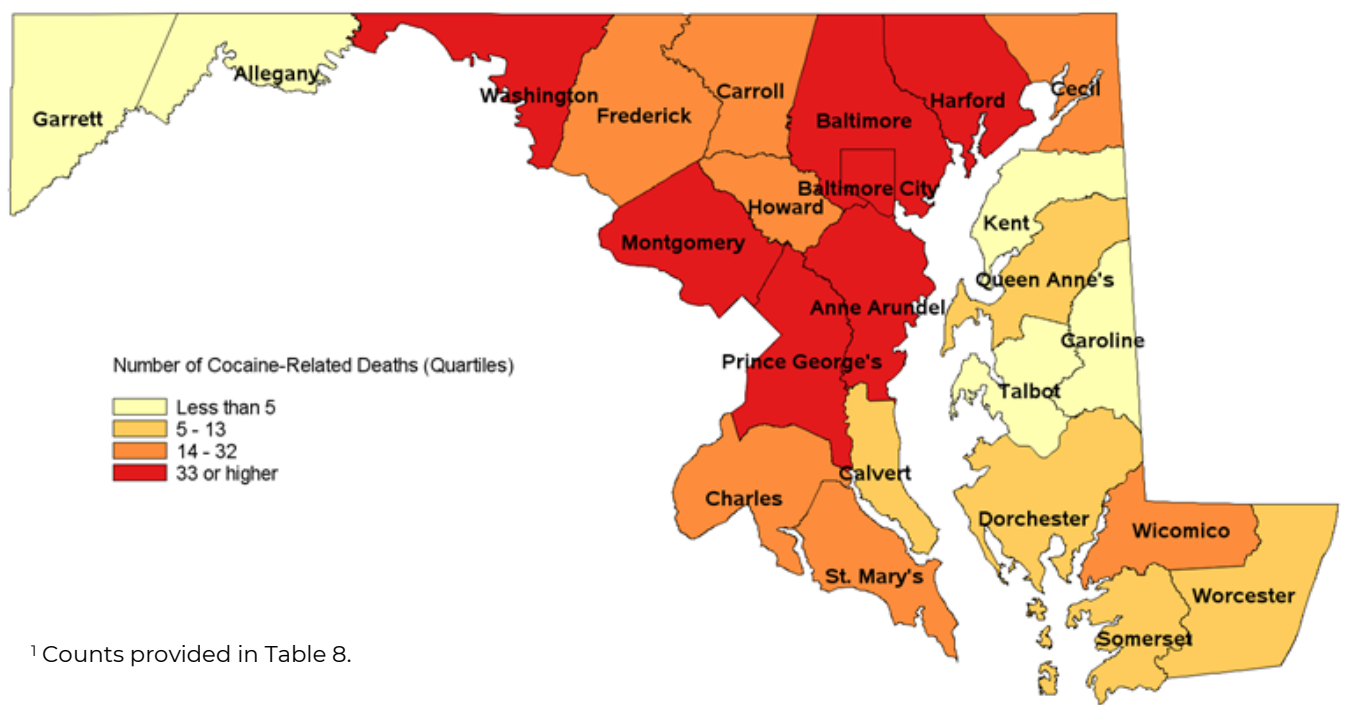 Garrett
Allegany
Washington
Frederick
Carroll
Baltimore
Harford
Cecil
Baltimore City
Howard
Montgomery
Kent
Queen Anne's
Anne Arundel
Caroline
Prince George's
Talbot
Number of Cocaine-Related Deaths (Quartiles)
Less than 5
5 - 13
14 - 32
33 or higher
Calvert
Charles
Dorchester
Wicomico
St. Mary's
Worcester
Somerset
1 Counts provided in Table 8.